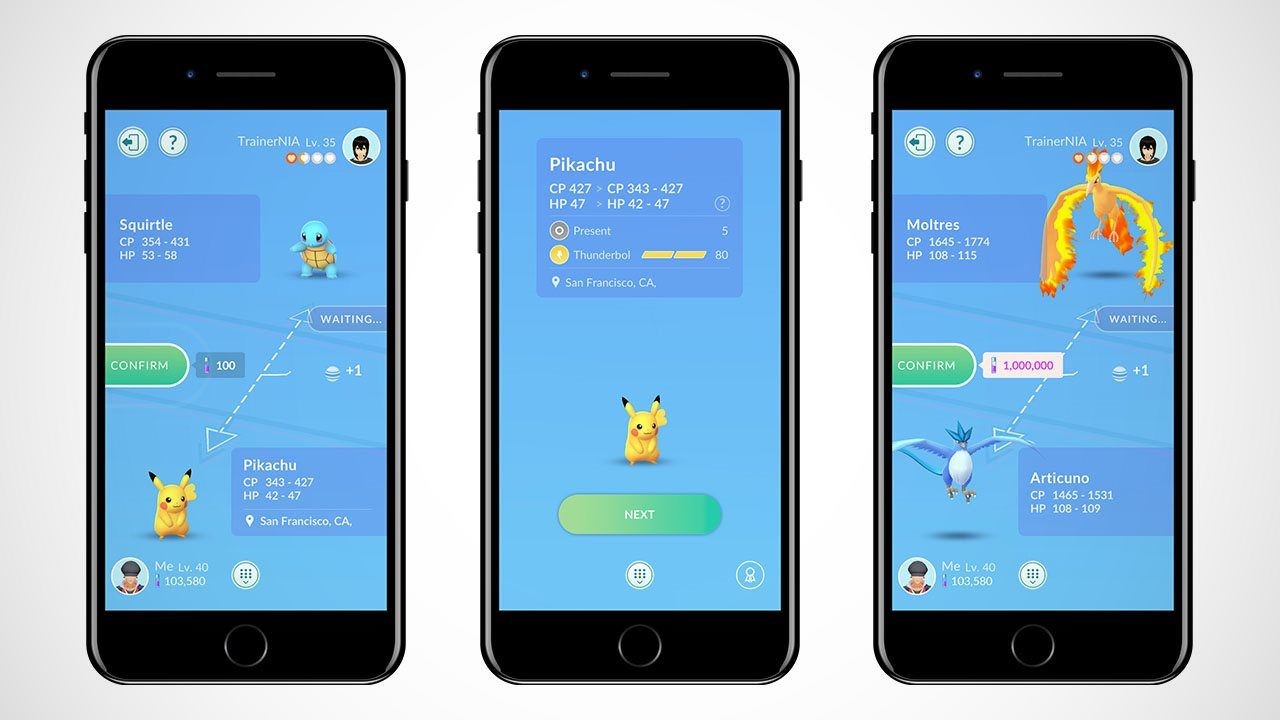 TrainerNIA Lv. 35
?
Squirtle
CP 354 - 431
HP 53 - 58
WAITING...
CONFIRM
100
+1
Pikachu
CP 343 - 427
HP 42 - 47
San Francisco, CA,
Me Lv. 40
103,580
Pikachu
CP 427 > CP 343 - 427
HP 47 > HP 42 - 47
?
Present 5
Thunderbol 80
San Francisco, CA,
NEXT
TrainerNIA Lv. 35
?
Moltres
CP 1645 - 1774
HP 108 - 115
WAITING...
CONFIRM
1,000,000
+1
Articuno
CP 1465 - 1531
HP 108 - 109
Me Lv. 40
103,580